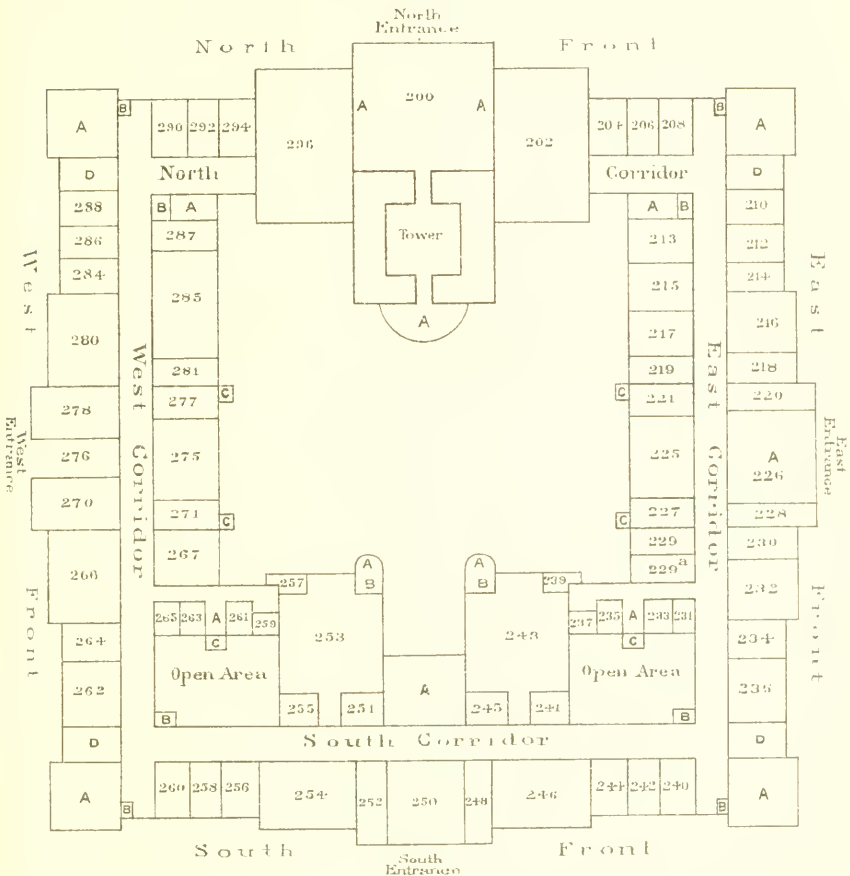 North
Entrance
North Front
A 200 A
B B
A 290 292 294 296 202 204 206 208 A
D North Corridor D
288 B A A B 210
287 Tower 213
286 212
284 214
285 215
A
280 217 216
281 219 218
278 277 C C 221 220
West Front
West Corridor
East Corridor
East Front
West
Entrance
East
Entrance
276 275 225 A
226
270 271 C C 227 228
267 229 230
266 229a 232
A
B
A
B
257 239
265 263 A 261 259 253 243 237 235 A 233 231
C C
264 234
Open Area Open Area
262 A 236
255 251 245 241
B B
D South Corridor D
A 260 258 256 254 252 250 248 246 244 242 240 A
B B
South Front
South
Entrance